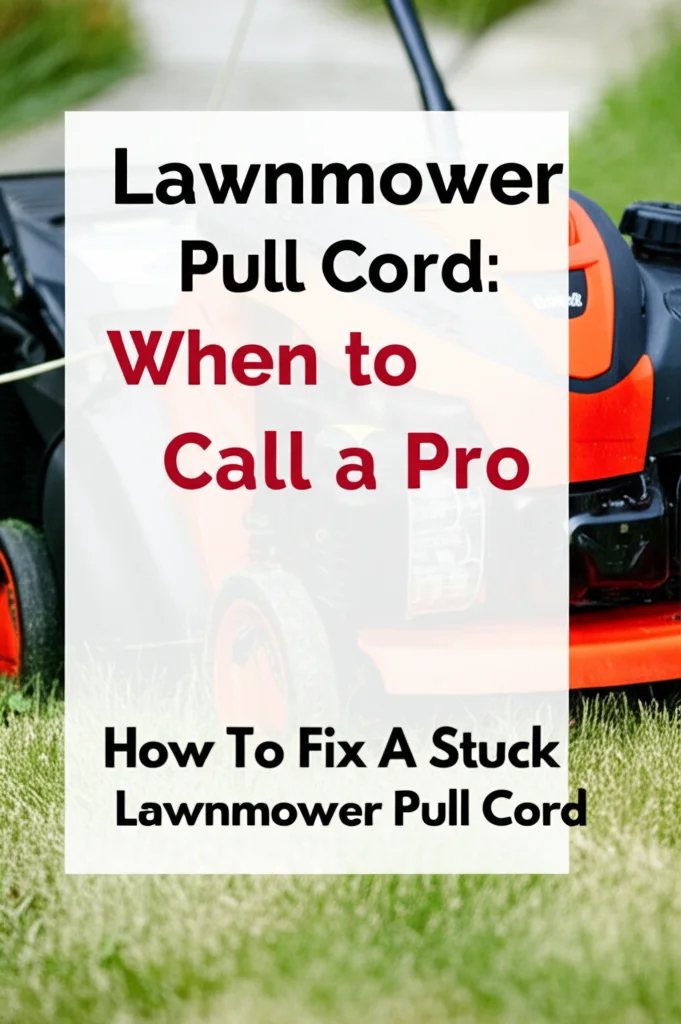 Lawnmower
Pull Cord:
When to
Call a Pro
How To Fix A Stuck
Lawnmower Pull Cord